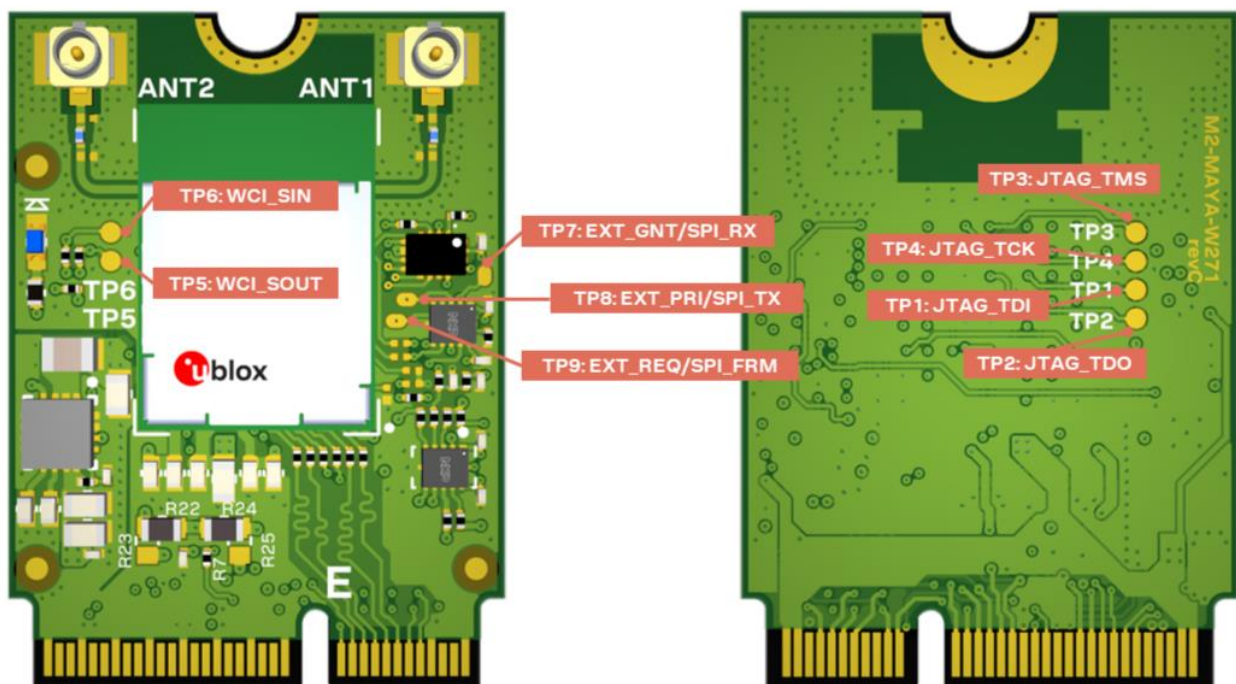 ANT2
ANT1
TP6: WCI_SIN
TP5: WCI_SOUT
TP6
TP5
TP7: EXT_GNT/SPI_RX
TP8: EXT_PRI/SPI_TX
TP9: EXT_REQ/SPI_FRM
ublox
R22
R24
R23
R7
R25
E
TP3: JTAG_TMS
TP3
TP4: JTAG_TCK
TP4
TP1: JTAG_TDI
TP1
TP2
TP2: JTAG_TDO
M2-MAYA-W271
revC